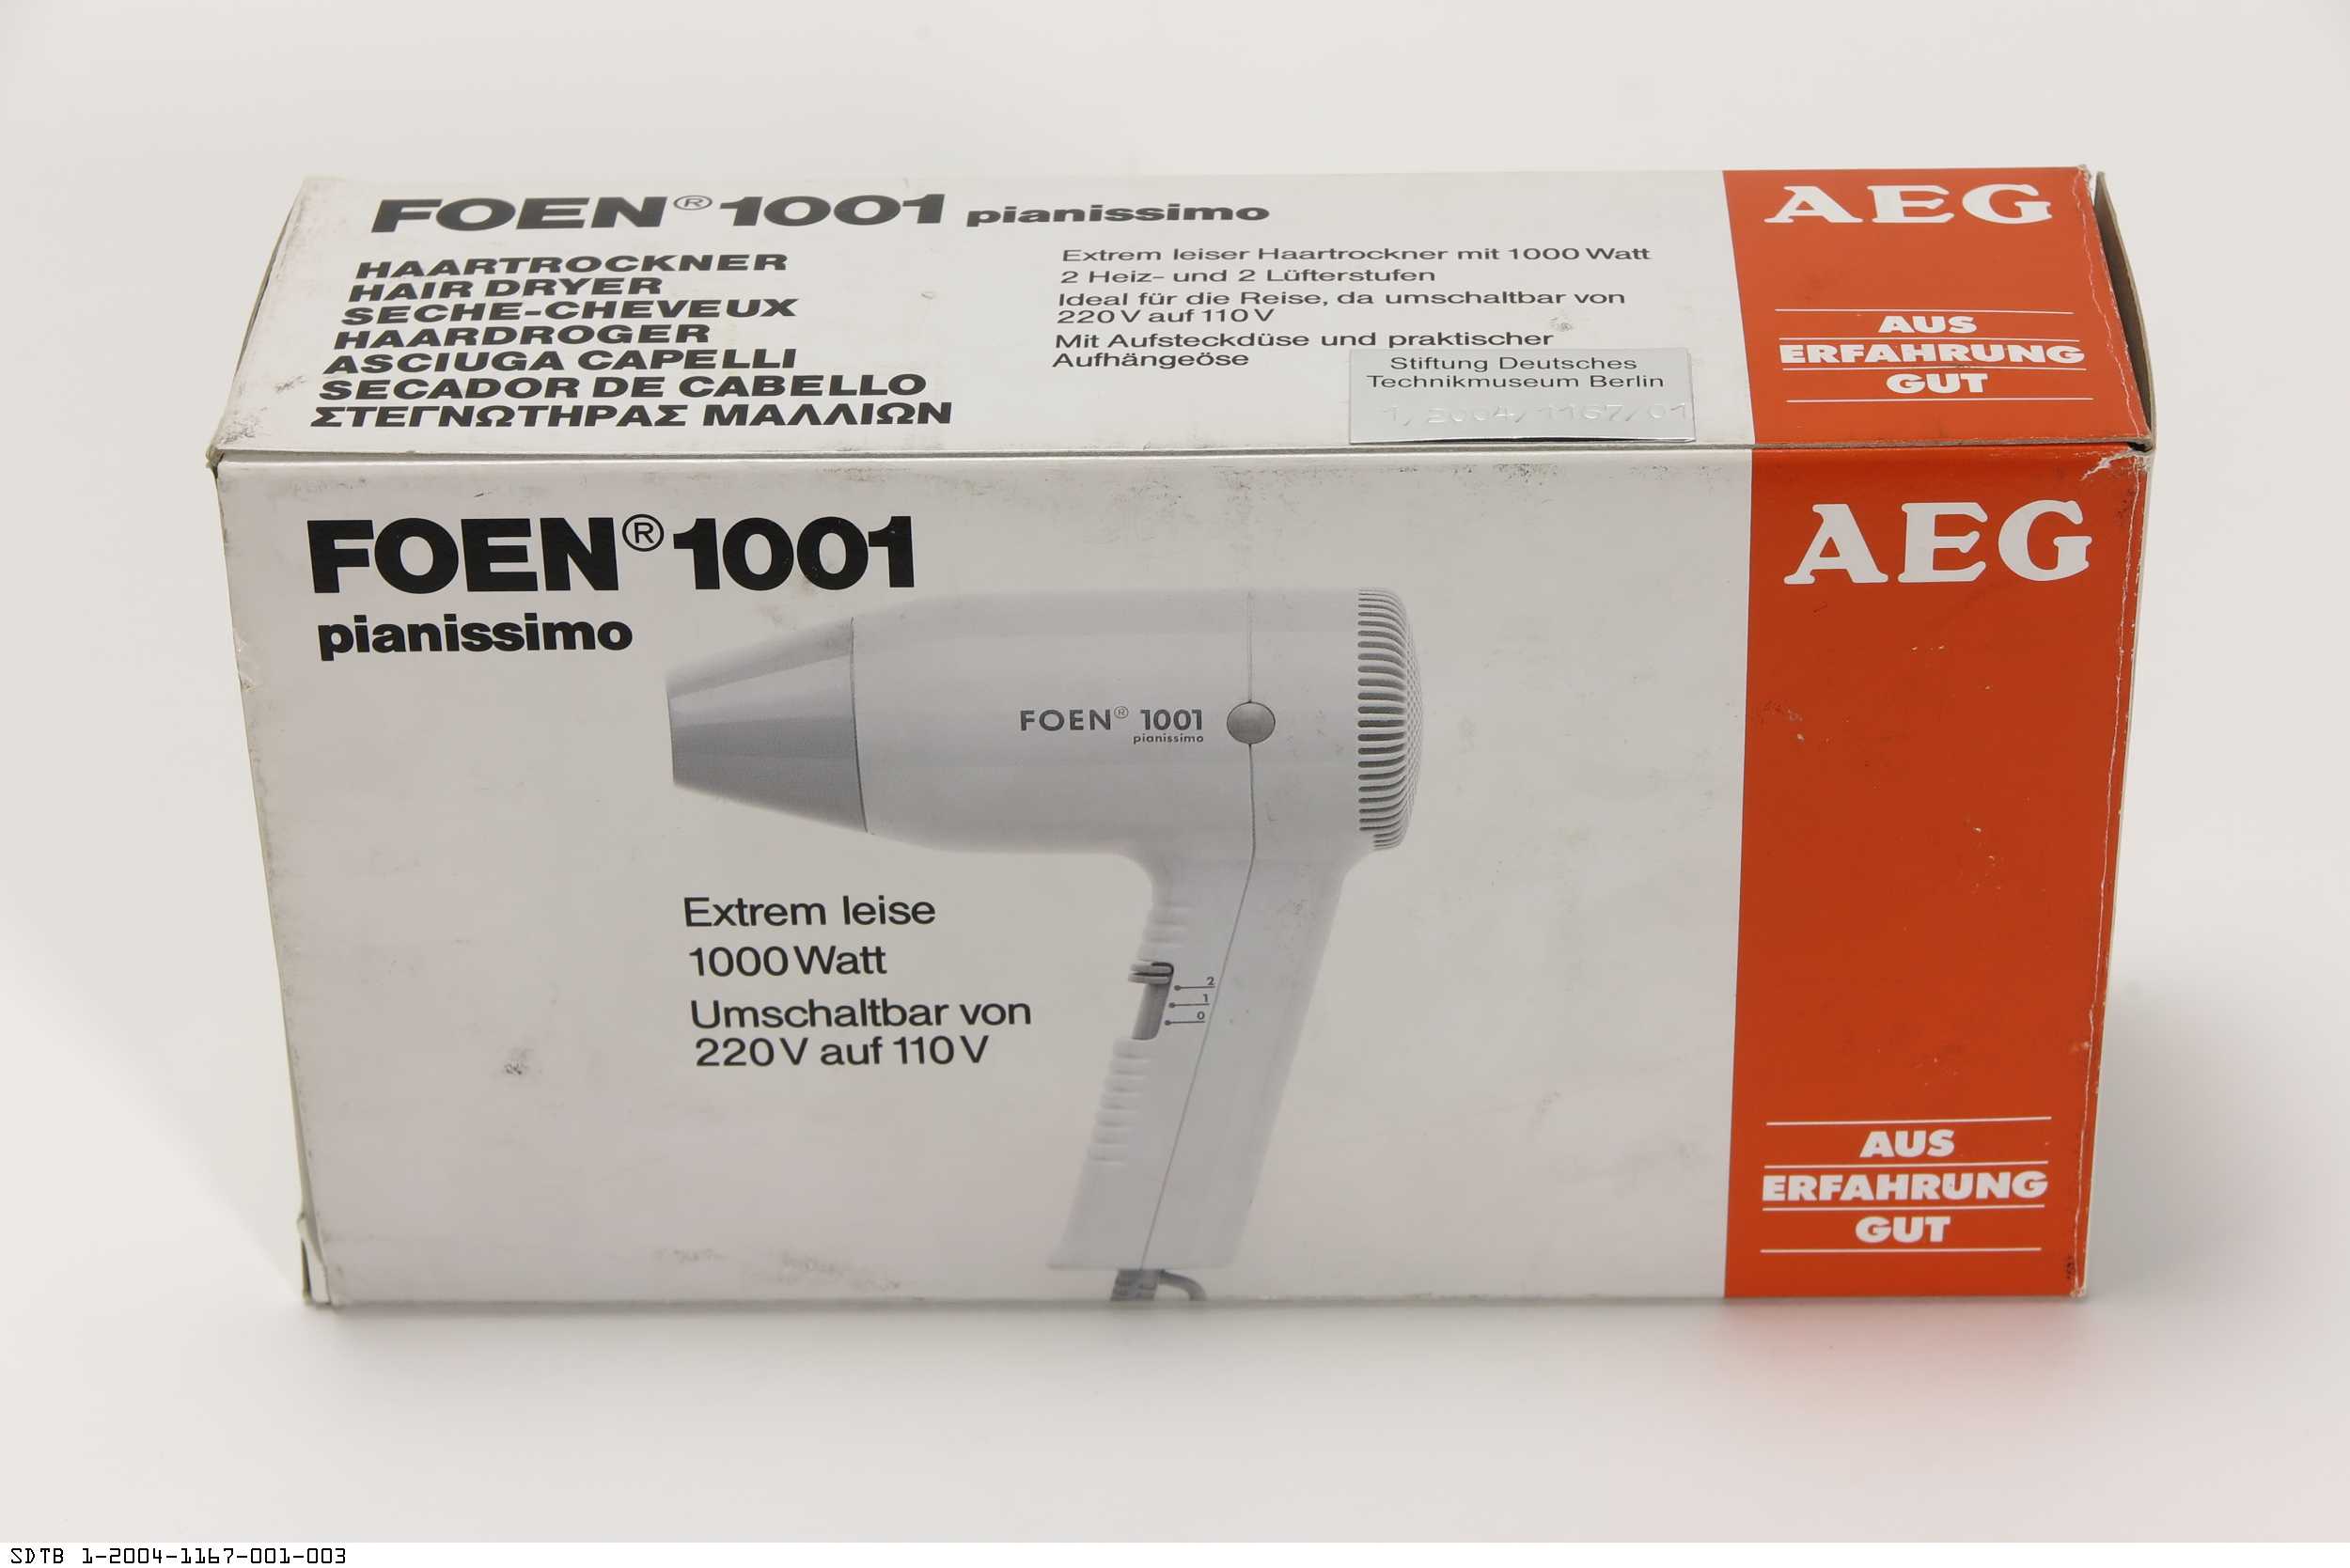 FOEN® 1001 pianissimo
HAARTROCKNER
HAIR DRYER
SECHE-CHEVEUX
HAARDROGER
ASCIUGA CAPELLI
SECADOR DE CABELLO
ΣΤΕΓΝΩΤΗΡΑΣ ΜΑΛΛΙΩΝ
Extrem leiser Haartrockner mit 1000 Watt
2 Heiz- und 2 Lüfterstufen
Ideal für die Reise, da umschaltbar von
220 V auf 110 V
Mit Aufsteckdüse und praktischer
Aufhängeöse
Stiftung Deutsches
Technikmuseum Berlin
1/2004/1167/01
AEG
AUS
ERFAHRUNG
GUT
FOEN® 1001
pianissimo
FOEN® 1001
pianissimo
Extrem leise
1000 Watt
Umschaltbar von
220 V auf 110 V
2
1
0
AEG
AUS
ERFAHRUNG
GUT
SDTB 1-2004-1167-001-003